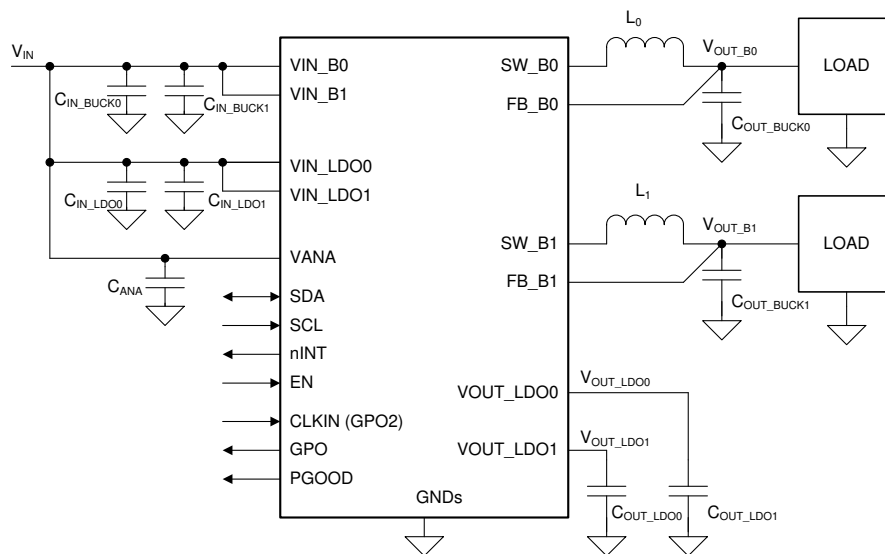 VIN
VIN_B0
VIN_B1
CIN_BUCK0
CIN_BUCK1
VIN_LDO0
VIN_LDO1
CIN_LDO0
CIN_LDO1
VANA
CANA
SDA
SCL
nINT
EN
CLKIN (GPO2)
GPO
PGOOD
GNDs
SW_B0
FB_B0
L0
VOUT_B0
COUT_BUCK0
LOAD
SW_B1
FB_B1
L1
VOUT_B1
COUT_BUCK1
LOAD
VOUT_LDO0
VOUT_LDO0
VOUT_LDO1
VOUT_LDO1
COUT_LDO0
COUT_LDO1